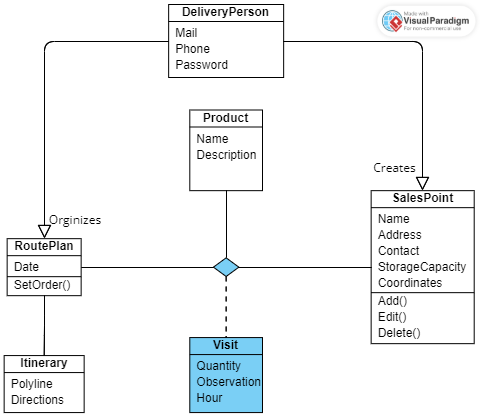 DeliveryPerson
Mail
Phone
Password
Made with
Visual Paradigm
For non-commercial use
Product
Name
Description
Creates
SalesPoint
Name
Address
Contact
StorageCapacity
Coordinates
Add()
Edit()
Delete()
Orginizes
RoutePlan
Date
SetOrder()
Itinerary
Polyline
Directions
Visit
Quantity
Observation
Hour